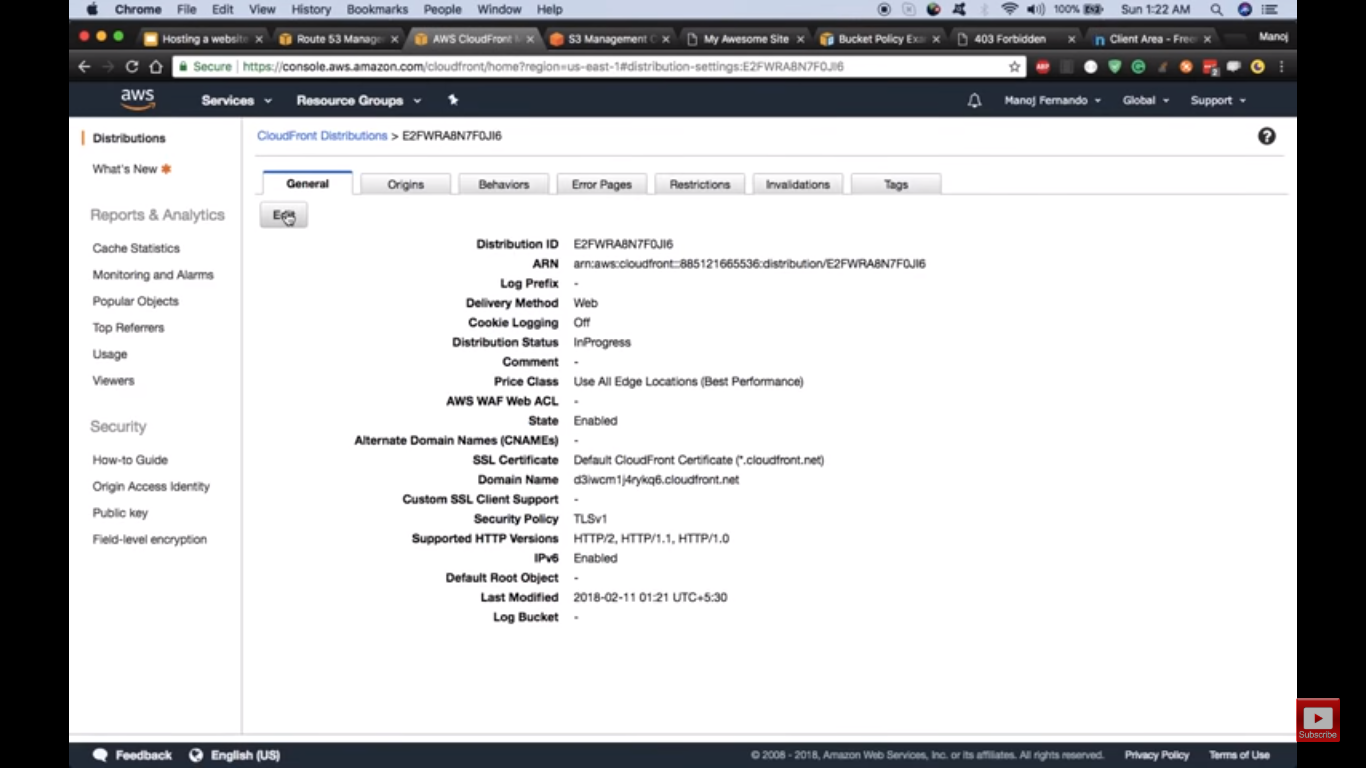 Chrome File Edit View History Bookmarks People Window Help 100% Sun 1:22 AM
Hosting a websit Route 53 Manage AWS CloudFront M S3 Management C My Awesome Site Bucket Policy Exa 403 Forbidden Client Area - Free Manoj
Secure https://console.aws.amazon.com/cloudfront/home?region=us-east-1#distribution-settings:E2FWRA8N7F0JI6
aws Services Resource Groups Manoj Fernando Global Support
Distributions
What's New
Reports & Analytics
Cache Statistics
Monitoring and Alarms
Popular Objects
Top Referrers
Usage
Viewers
Security
How-to Guide
Origin Access Identity
Public key
Field-level encryption
CloudFront Distributions > E2FWRA8N7F0JI6
General Origins Behaviors Error Pages Restrictions Invalidations Tags
Edit
Distribution ID E2FWRA8N7F0JI6
ARN arn:aws:cloudfront::885121665536:distribution/E2FWRA8N7F0JI6
Log Prefix -
Delivery Method Web
Cookie Logging Off
Distribution Status InProgress
Comment -
Price Class Use All Edge Locations (Best Performance)
AWS WAF Web ACL -
State Enabled
Alternate Domain Names (CNAMEs) -
SSL Certificate Default CloudFront Certificate (*.cloudfront.net)
Domain Name d3iwcm1j4rykq6.cloudfront.net
Custom SSL Client Support -
Security Policy TLSv1
Supported HTTP Versions HTTP/2, HTTP/1.1, HTTP/1.0
IPv6 Enabled
Default Root Object -
Last Modified 2018-02-11 01:21 UTC+5:30
Log Bucket -
Subscribe
Feedback English (US) © 2008 - 2018, Amazon Web Services, Inc. or its affiliates. All rights reserved. Privacy Policy Terms of Use